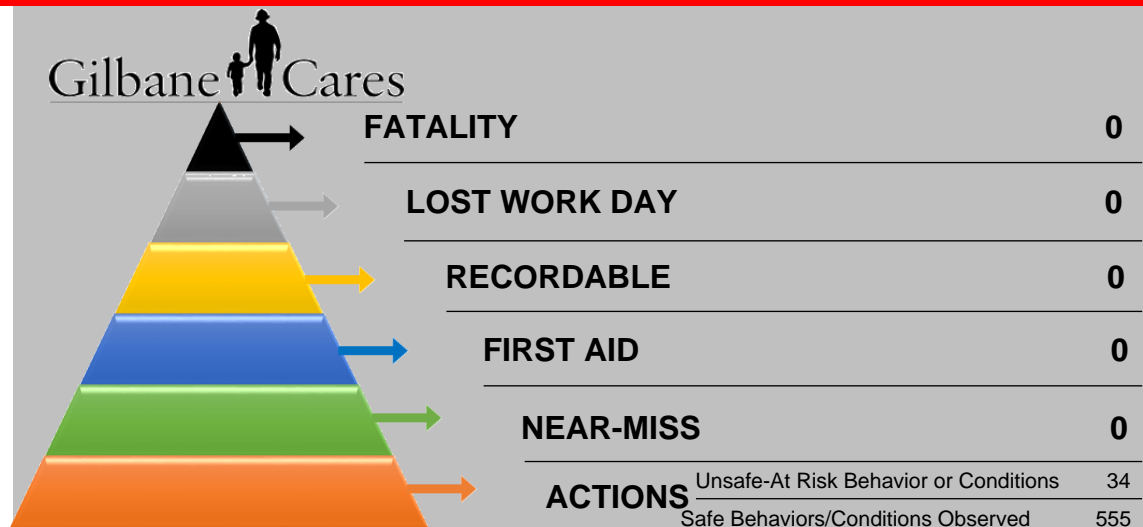 Gilbane Cares
FATALITY 0
LOST WORK DAY 0
RECORDABLE 0
FIRST AID 0
NEAR-MISS 0
ACTIONS Unsafe-At Risk Behavior or Conditions 34
Safe Behaviors/Conditions Observed 555